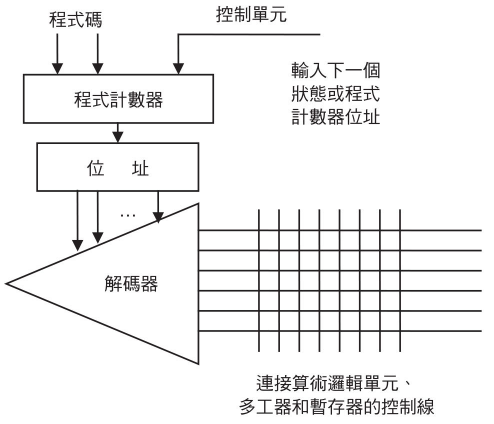 程式碼
控制單元
輸入下一個
狀態或程式
計數器位址
程式計數器
位 址
…
解碼器
連接算術邏輯單元、
多工器和暫存器的控制線